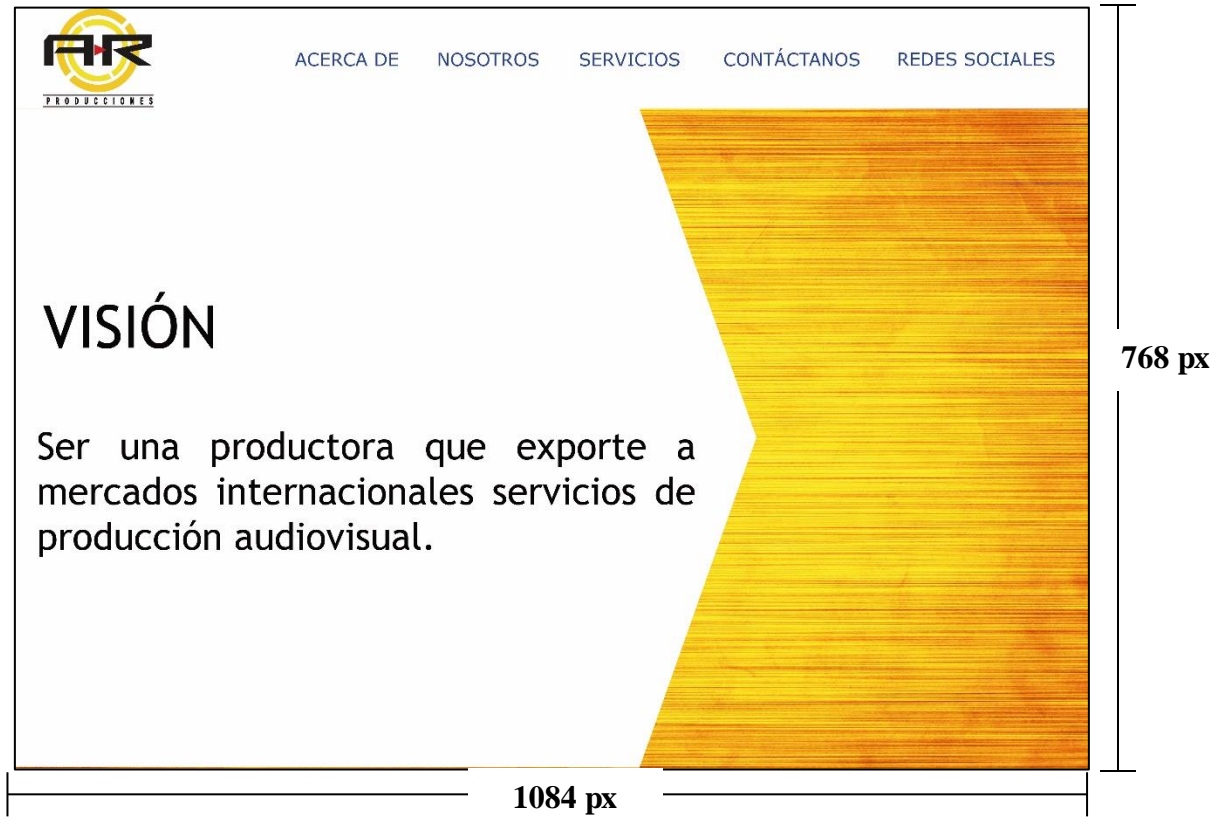 AR
PRODUCCIONES
ACERCA DE NOSOTROS SERVICIOS CONTÁCTANOS REDES SOCIALES
VISIÓN
768 px
Ser una productora que exporte a
mercados internacionales servicios de
producción audiovisual.
1084 px